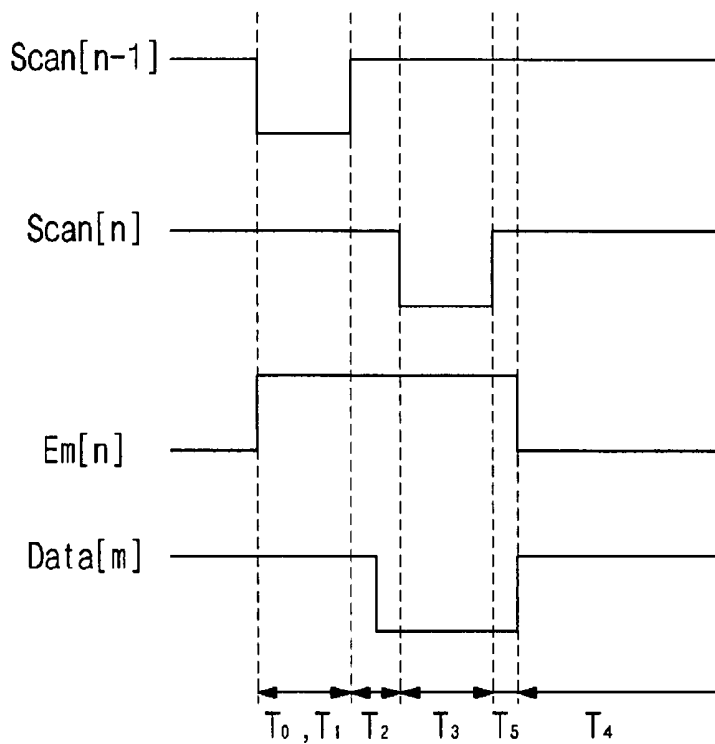 Scan[n-1]
Scan[n]
Em[n]
Data[m]
T₀ ,T₁ T₂ T₃ T₅ T₄